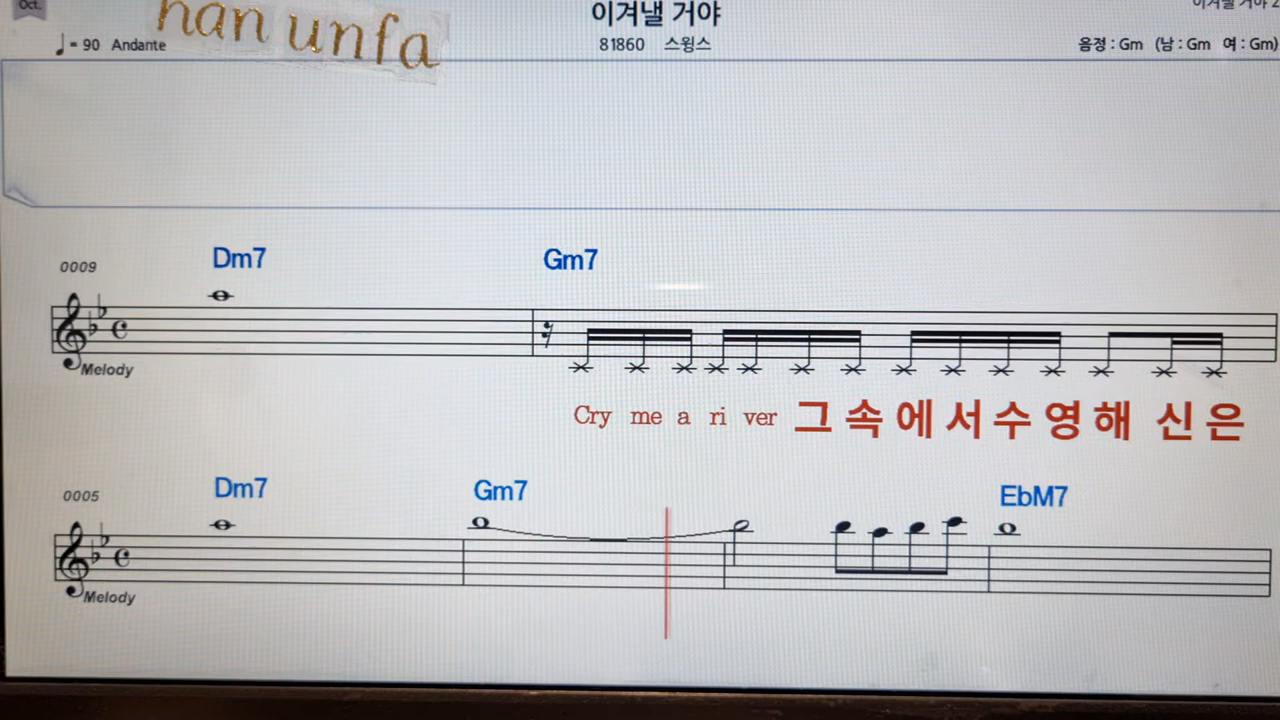 Oct.
han unfa
이겨낼 거야
♩= 90 Andante
81860 스윙스
음정 : Gm (남 : Gm 여 : Gm)
0009
Dm7 Gm7
Melody
Cry me a ri ver 그 속 에 서 수 영 해 신 은
0005
Dm7 Gm7 EbM7
Melody